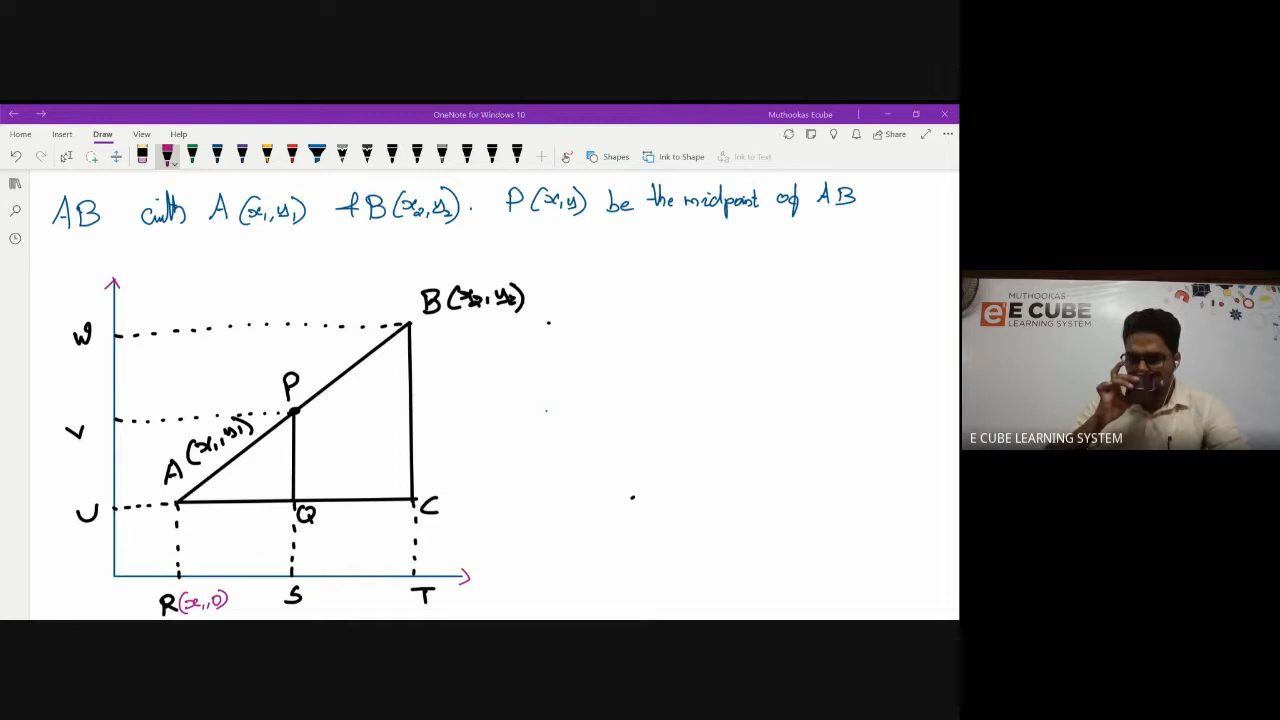 OneNote for Windows 10
Muthookas Ecube
Home Insert Draw View Help
Share
Shapes Ink to Shape Ink to Text
AB with A(x₁,y₁) & B(x₂,y₂). P(x,y) be the midpoint of AB
B(x₂,y₂)
W
P
V
A(x₁,y₁)
U
Q
C
R(x₁,0)
S
T
MUTHOOKAS
e E CUBE
LEARNING SYSTEM
E CUBE LEARNING SYSTEM